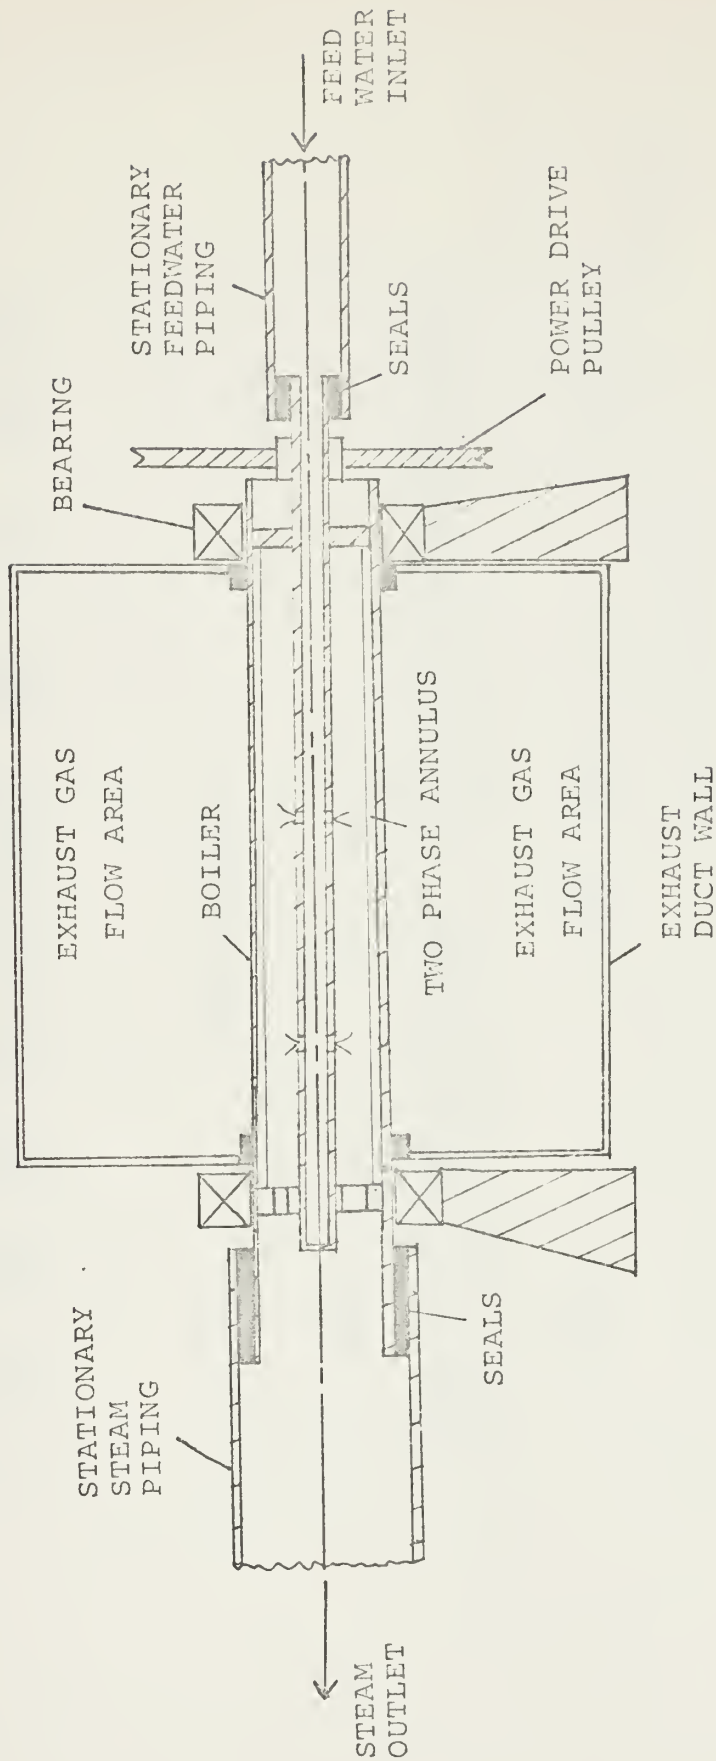 STATIONARY
STEAM
PIPING
STEAM
OUTLET
SEALS
EXHAUST GAS
FLOW AREA
BOILER
TWO PHASE ANNULUS
EXHAUST GAS
FLOW AREA
EXHAUST
DUCT WALL
BEARING
STATIONARY
FEEDWATER
PIPING
SEALS
POWER DRIVE
PULLEY
FEED
WATER
INLET